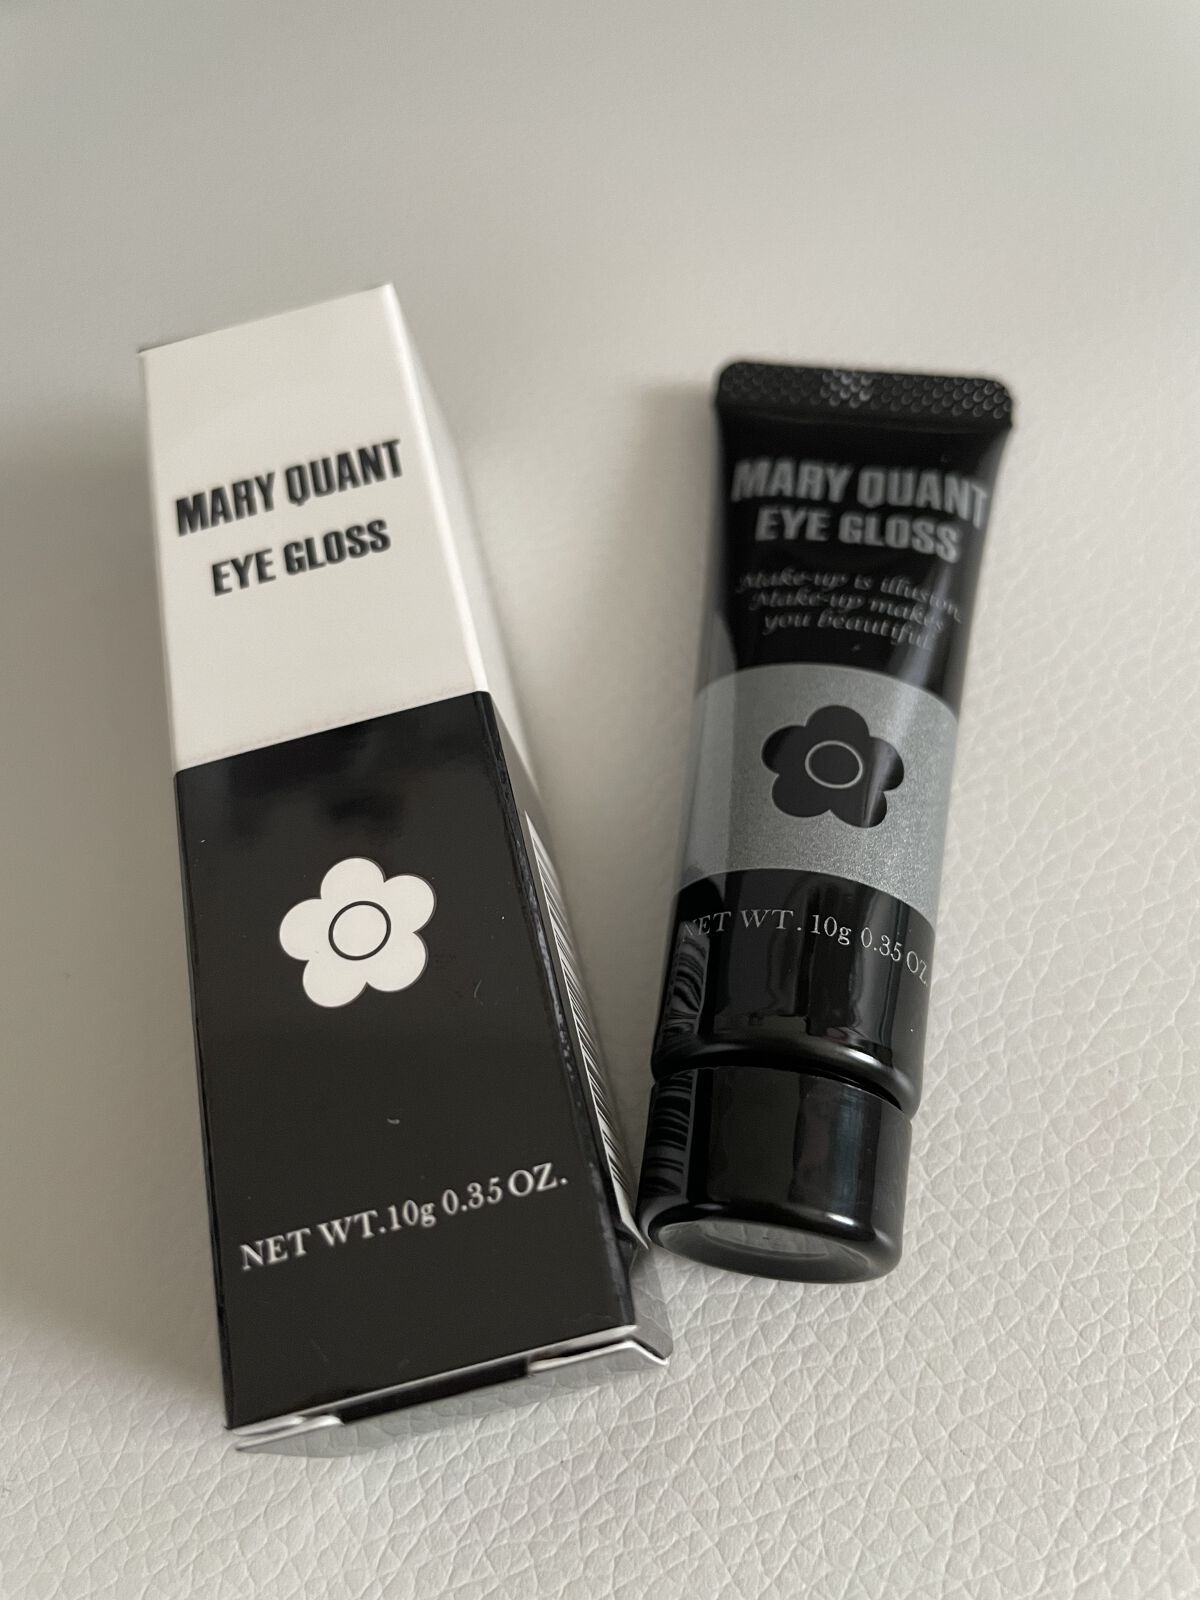 MARY QUANT
EYE GLOSS
NET WT.10g 0.35 OZ.
MARY QUANT
EYE GLOSS
Make-up is illusion.
Make-up makes
you beautiful.
NET WT. 10g 0.35 OZ.